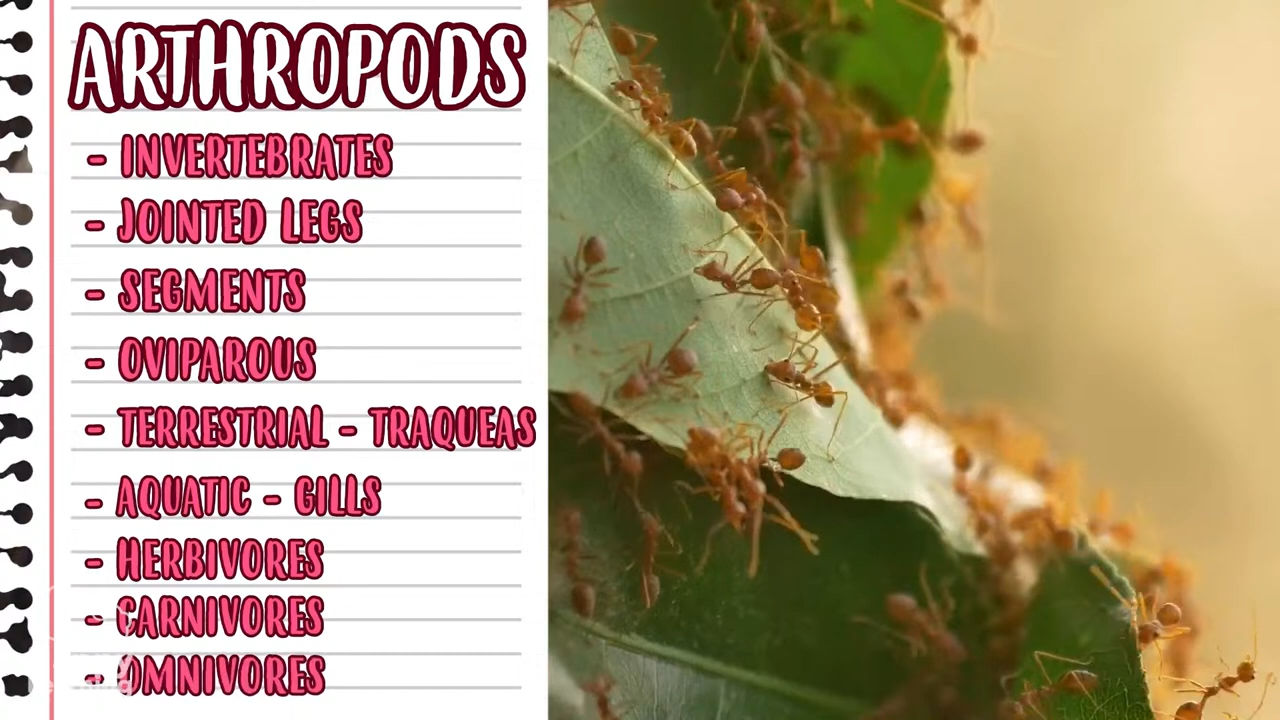 ARTHROPODS
- INVERTEBRATES
- JOINTED LEGS
- SEGMENTS
- OVIPAROUS
- TERRESTRIAL - TRAQUEAS
- AQUATIC - GILLS
- HERBIVORES
- CARNIVORES
- OMNIVORES